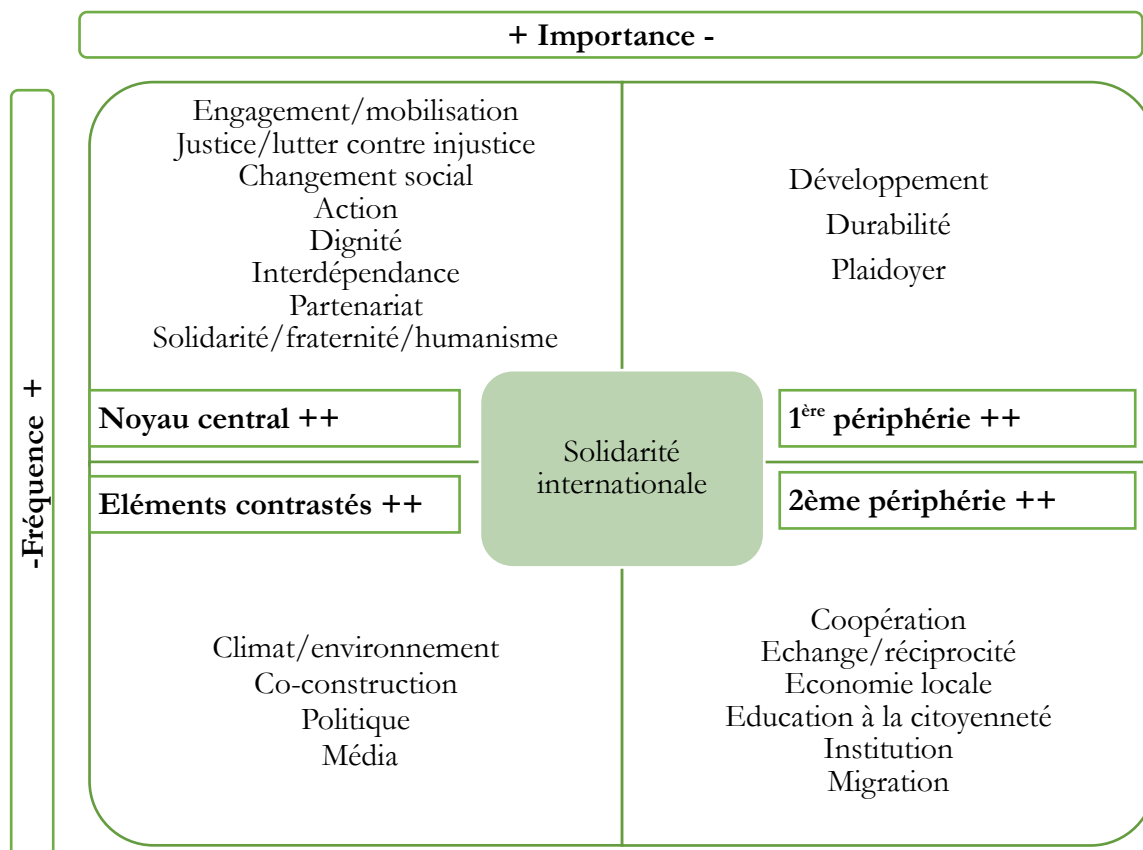 + Importance -
-Fréquence +
Engagement/mobilisation
Justice/lutter contre injustice
Changement social
Action
Dignité
Interdépendance
Partenariat
Solidarité/fraternité/humanisme
Développement
Durabilité
Plaidoyer
Noyau central ++
1ère périphérie ++
Solidarité
internationale
Eléments contrastés ++
2ème périphérie ++
Climat/environnement
Co-construction
Politique
Média
Coopération
Echange/réciprocité
Economie locale
Education à la citoyenneté
Institution
Migration